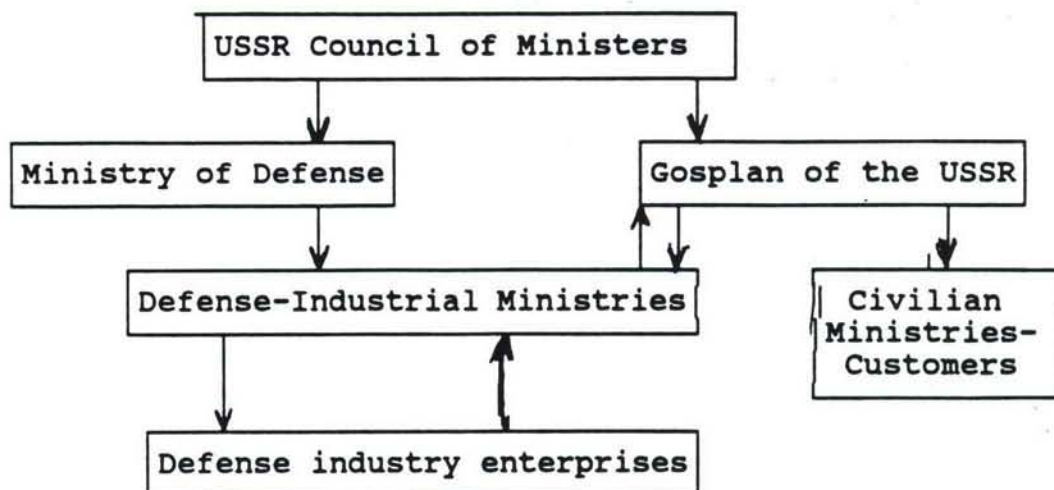 USSR Council of Ministers
Ministry of Defense
Gosplan of the USSR
Defense-Industrial Ministries
Civilian
Ministries-
Customers
Defense industry enterprises